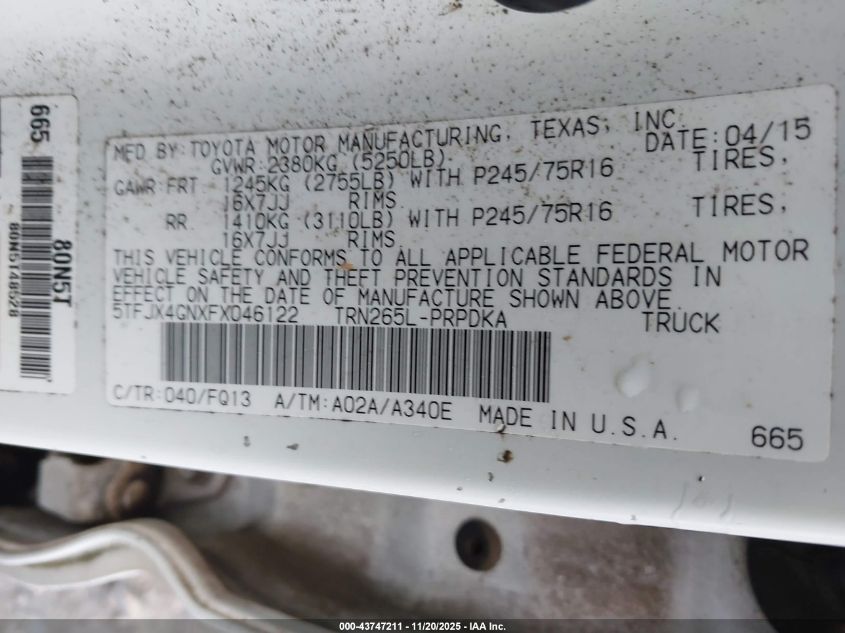 MFD BY: TOYOTA MOTOR MANUFACTURING, TEXAS, INC. DATE: 04/15
GVWR: 2380KG (5250LB)
GAWR: FRT 1245KG (2755LB) WITH P245/75R16 TIRES,
16X7JJ RIMS.
RR. 1410KG (3110LB) WITH P245/75R16 TIRES,
16X7JJ RIMS.
THIS VEHICLE CONFORMS TO ALL APPLICABLE FEDERAL MOTOR
VEHICLE SAFETY AND THEFT PREVENTION STANDARDS IN
EFFECT ON THE DATE OF MANUFACTURE SHOWN ABOVE.
5TFJX4GNXFX046122 TRN265L-PRPDKA TRUCK
C/TR: 040/FQ13 A/TM: A02A/A340E MADE IN U.S.A. 665
665
80N5T
80N5T48528
000-43747211 - 11/20/2025 - IAA Inc.